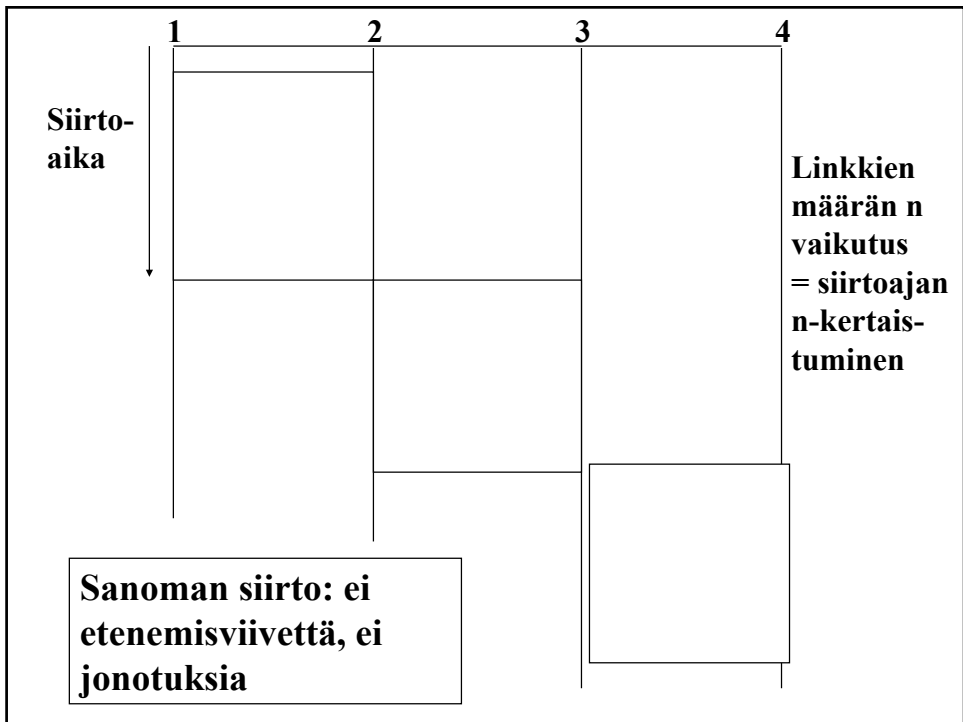 1 2 3 4
Siirto-
aika
Linkkien
määrän n
vaikutus
= siirtoajan
n-kertais-
tuminen
Sanoman siirto: ei
etenemisviivettä, ei
jonotuksia